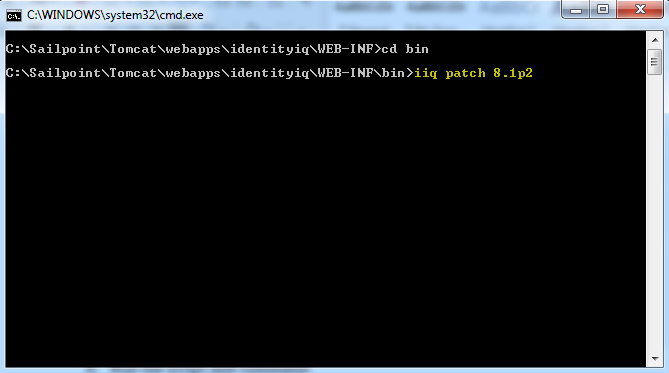 C:\WINDOWS\system32\cmd.exe
C:\Sailpoint\Tomcat\webapps\identityiq\WEB-INF>cd bin
C:\Sailpoint\Tomcat\webapps\identityiq\WEB-INF\bin>iiq patch 8.1p2